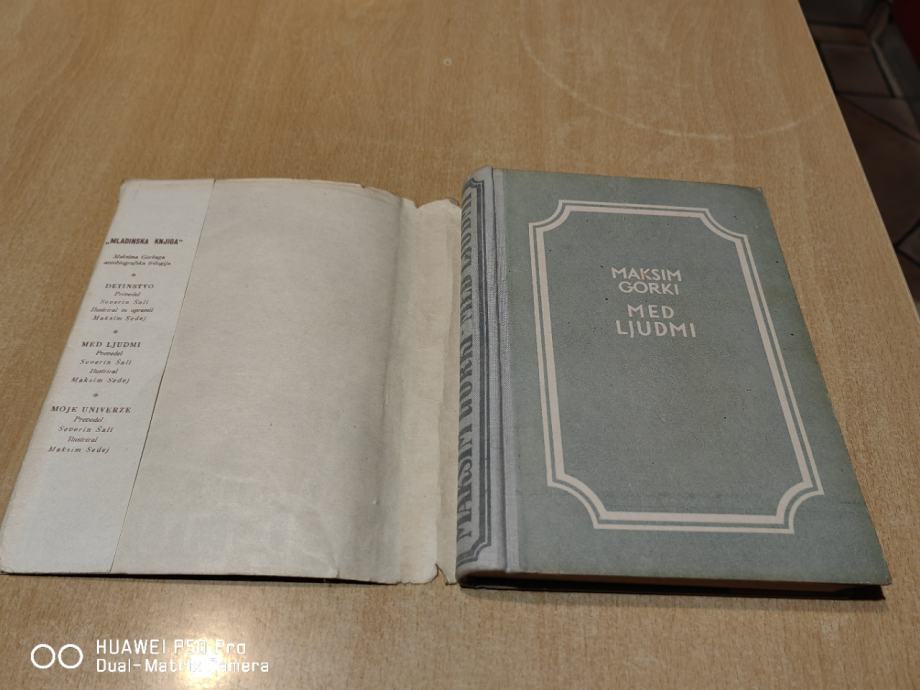 „MLADINSKA KNJIGA"
Maksima Gorkega
avtobiografska trilogija
*
DETINSTVO
Prevedel
Severin Šali
Ilustriral in opremil
Maksim Sedej
*
MED LJUDMI
Prevedel
Severin Šali
Ilustriral
Maksim Sedej
*
MOJE UNIVERZE
Prevedel
Severin Šali
Ilustriral
Maksim Sedej
MAKSIM GORKI MED LJUDMI
MAKSIM
GORKI
MED
LJUDMI
HUAWEI P50 Pro
Dual-Matrix Camera